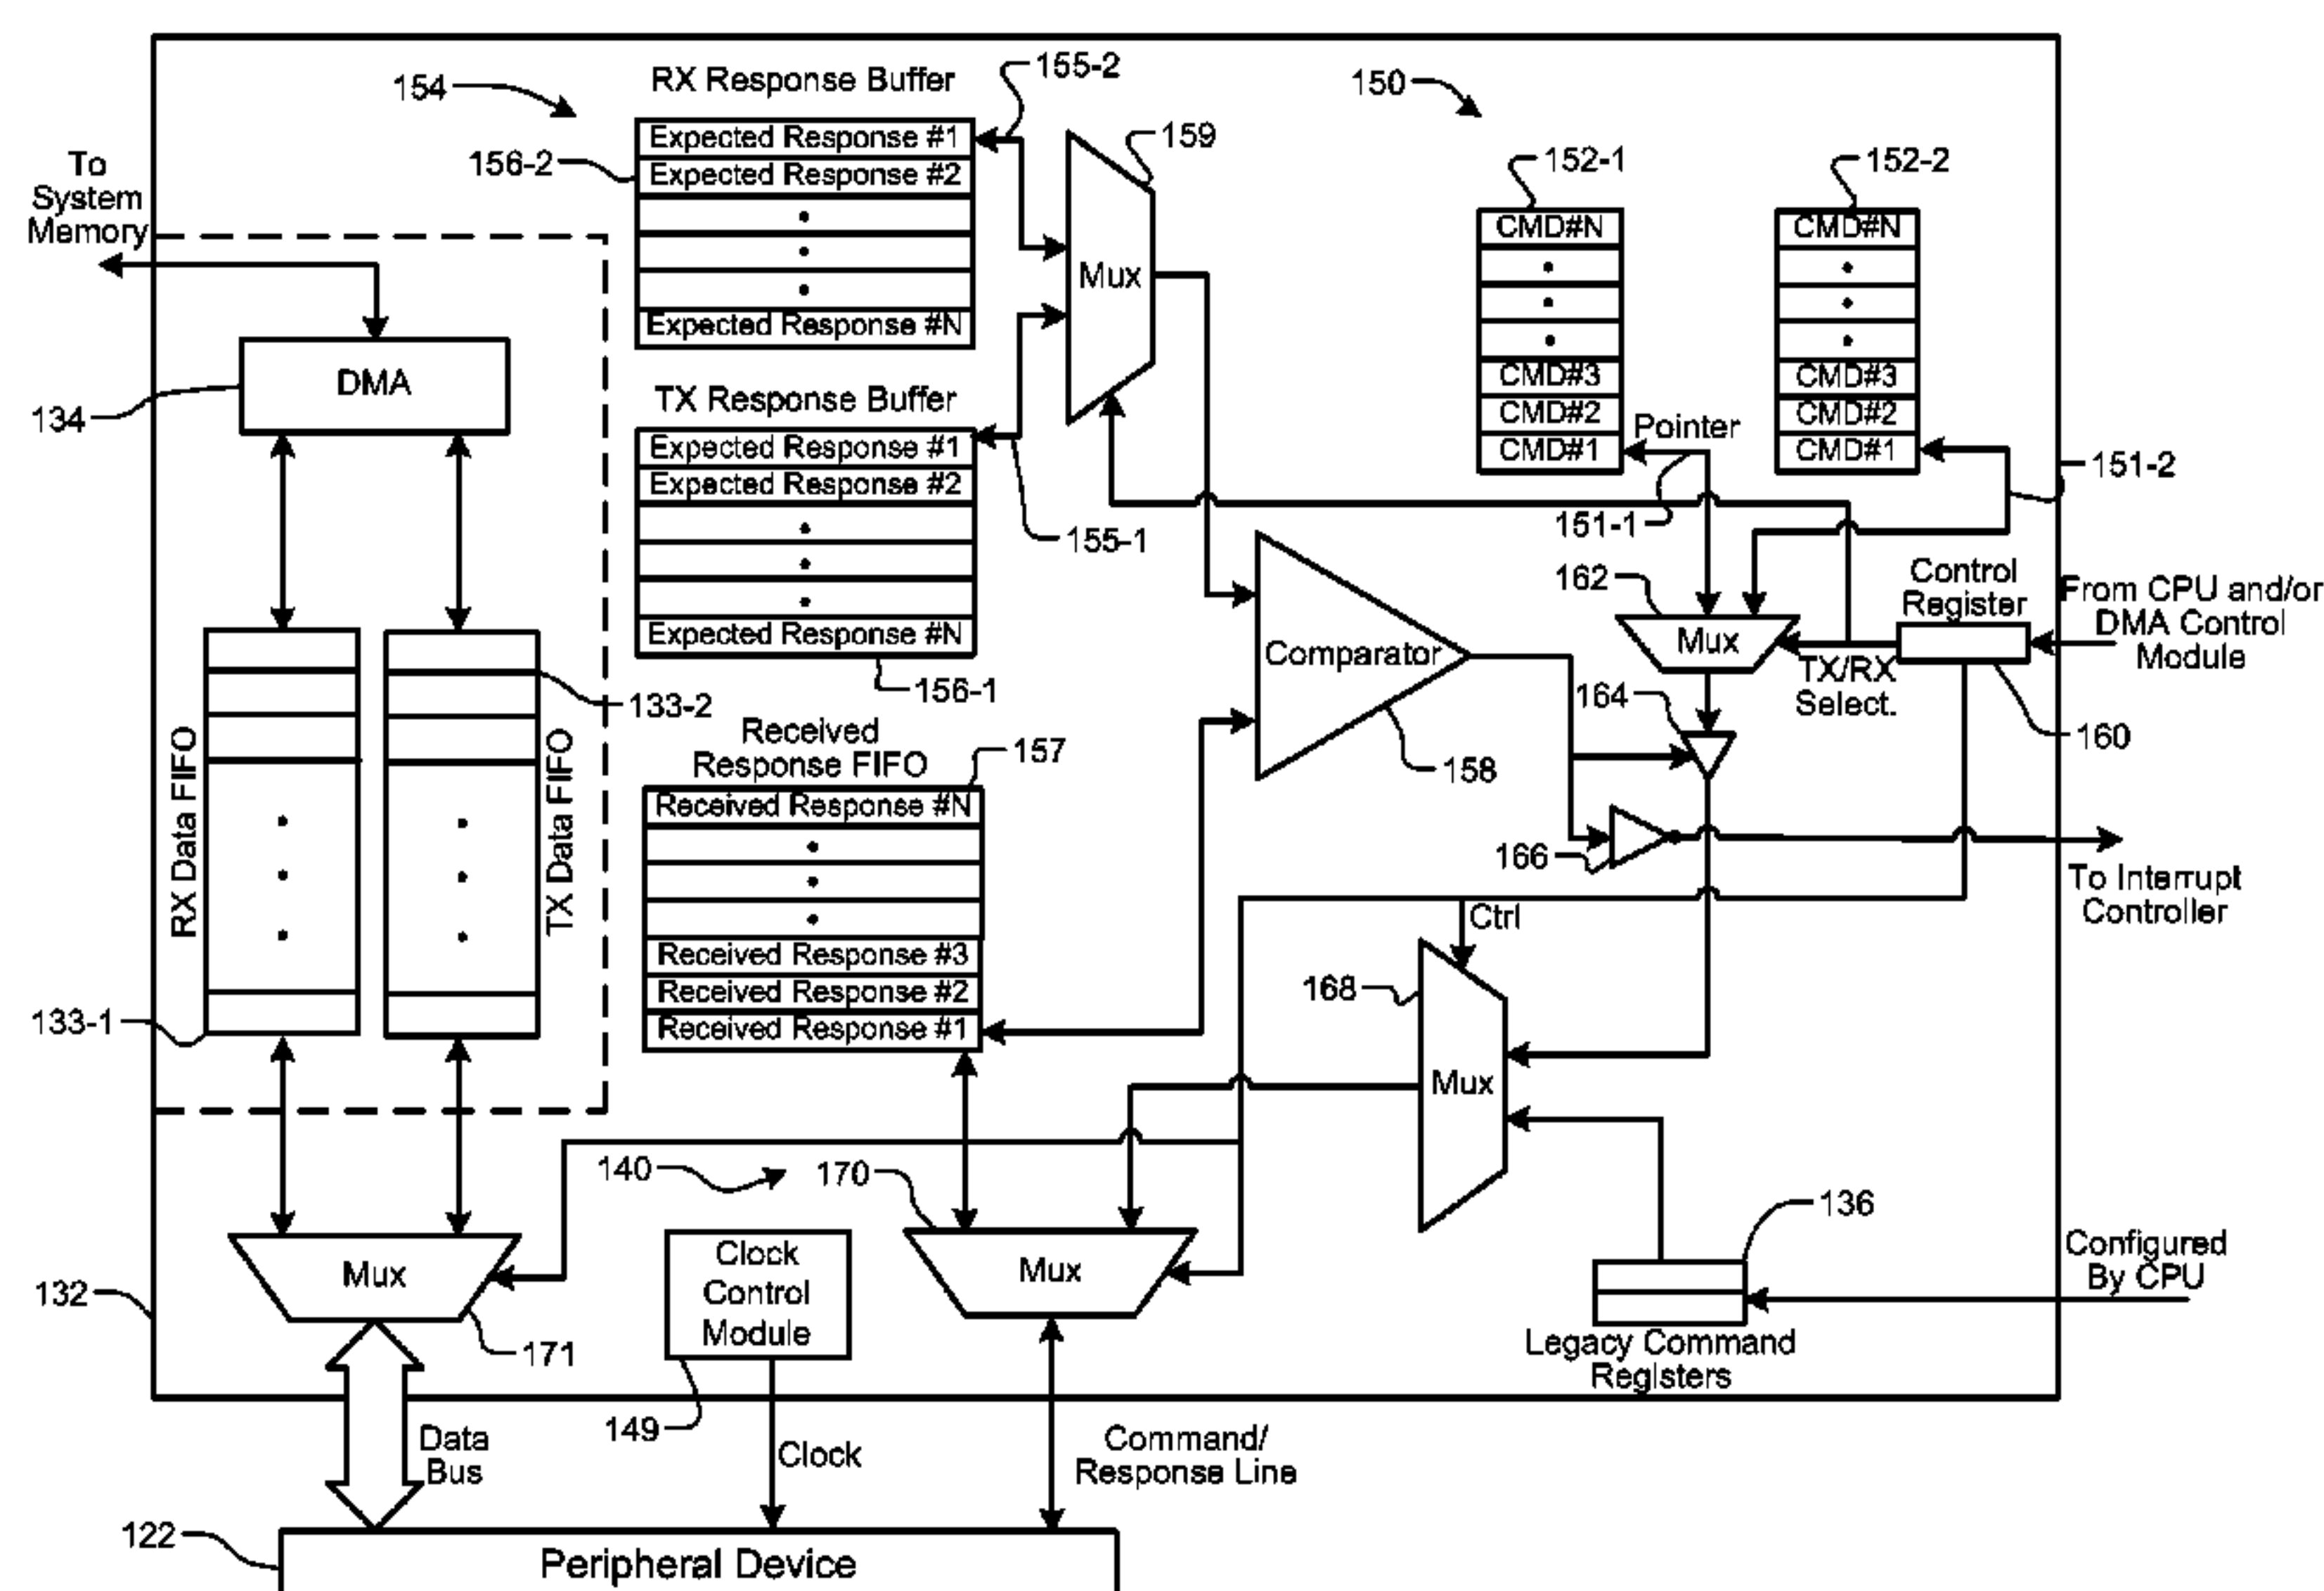 154
RX Response Buffer
155-2
150
To
System
Memory
156-2
Expected Response #1
Expected Response #2
Expected Response #N
159
Mux
152-1
152-2
CMD#N
CMD#3
CMD#2
CMD#1
CMD#N
CMD#3
CMD#2
CMD#1
Pointer
151-1
151-2
DMA
134
TX Response Buffer
Expected Response #1
Expected Response #2
Expected Response #N
155-1
156-1
162
Mux
Control
Register
From CPU and/or
DMA Control
Module
TX/RX
Select.
160
Comparator
158
164
166
To Interrupt
Controller
133-2
RX Data FIFO
TX Data FIFO
133-1
Received
Response FIFO
157
Received Response #N
Received Response #3
Received Response #2
Received Response #1
Ctrl
168
Mux
140
170
Mux
136
Configured
By CPU
Legacy Command
Registers
132
Mux
171
Clock
Control
Module
149
Data
Bus
Clock
Command/
Response Line
122
Peripheral Device